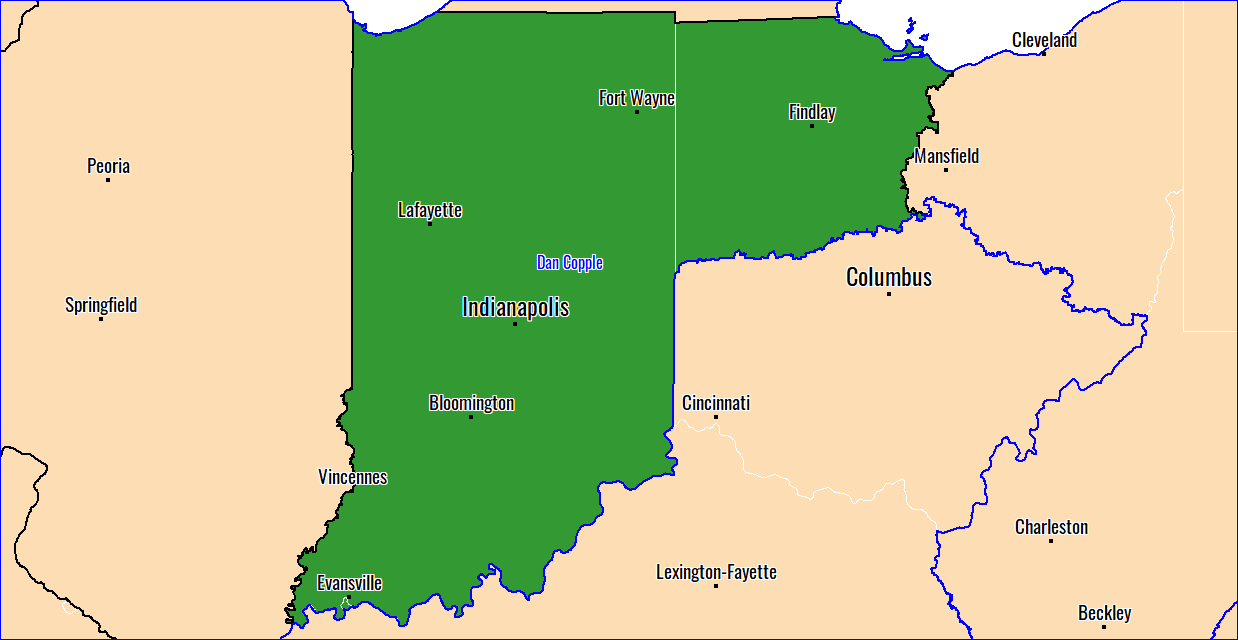 Cleveland
Fort Wayne
Findlay
Mansfield
Peoria
Lafayette
Dan Copple
Columbus
Springfield
Indianapolis
Bloomington
Cincinnati
Vincennes
Charleston
Lexington-Fayette
Evansville
Beckley